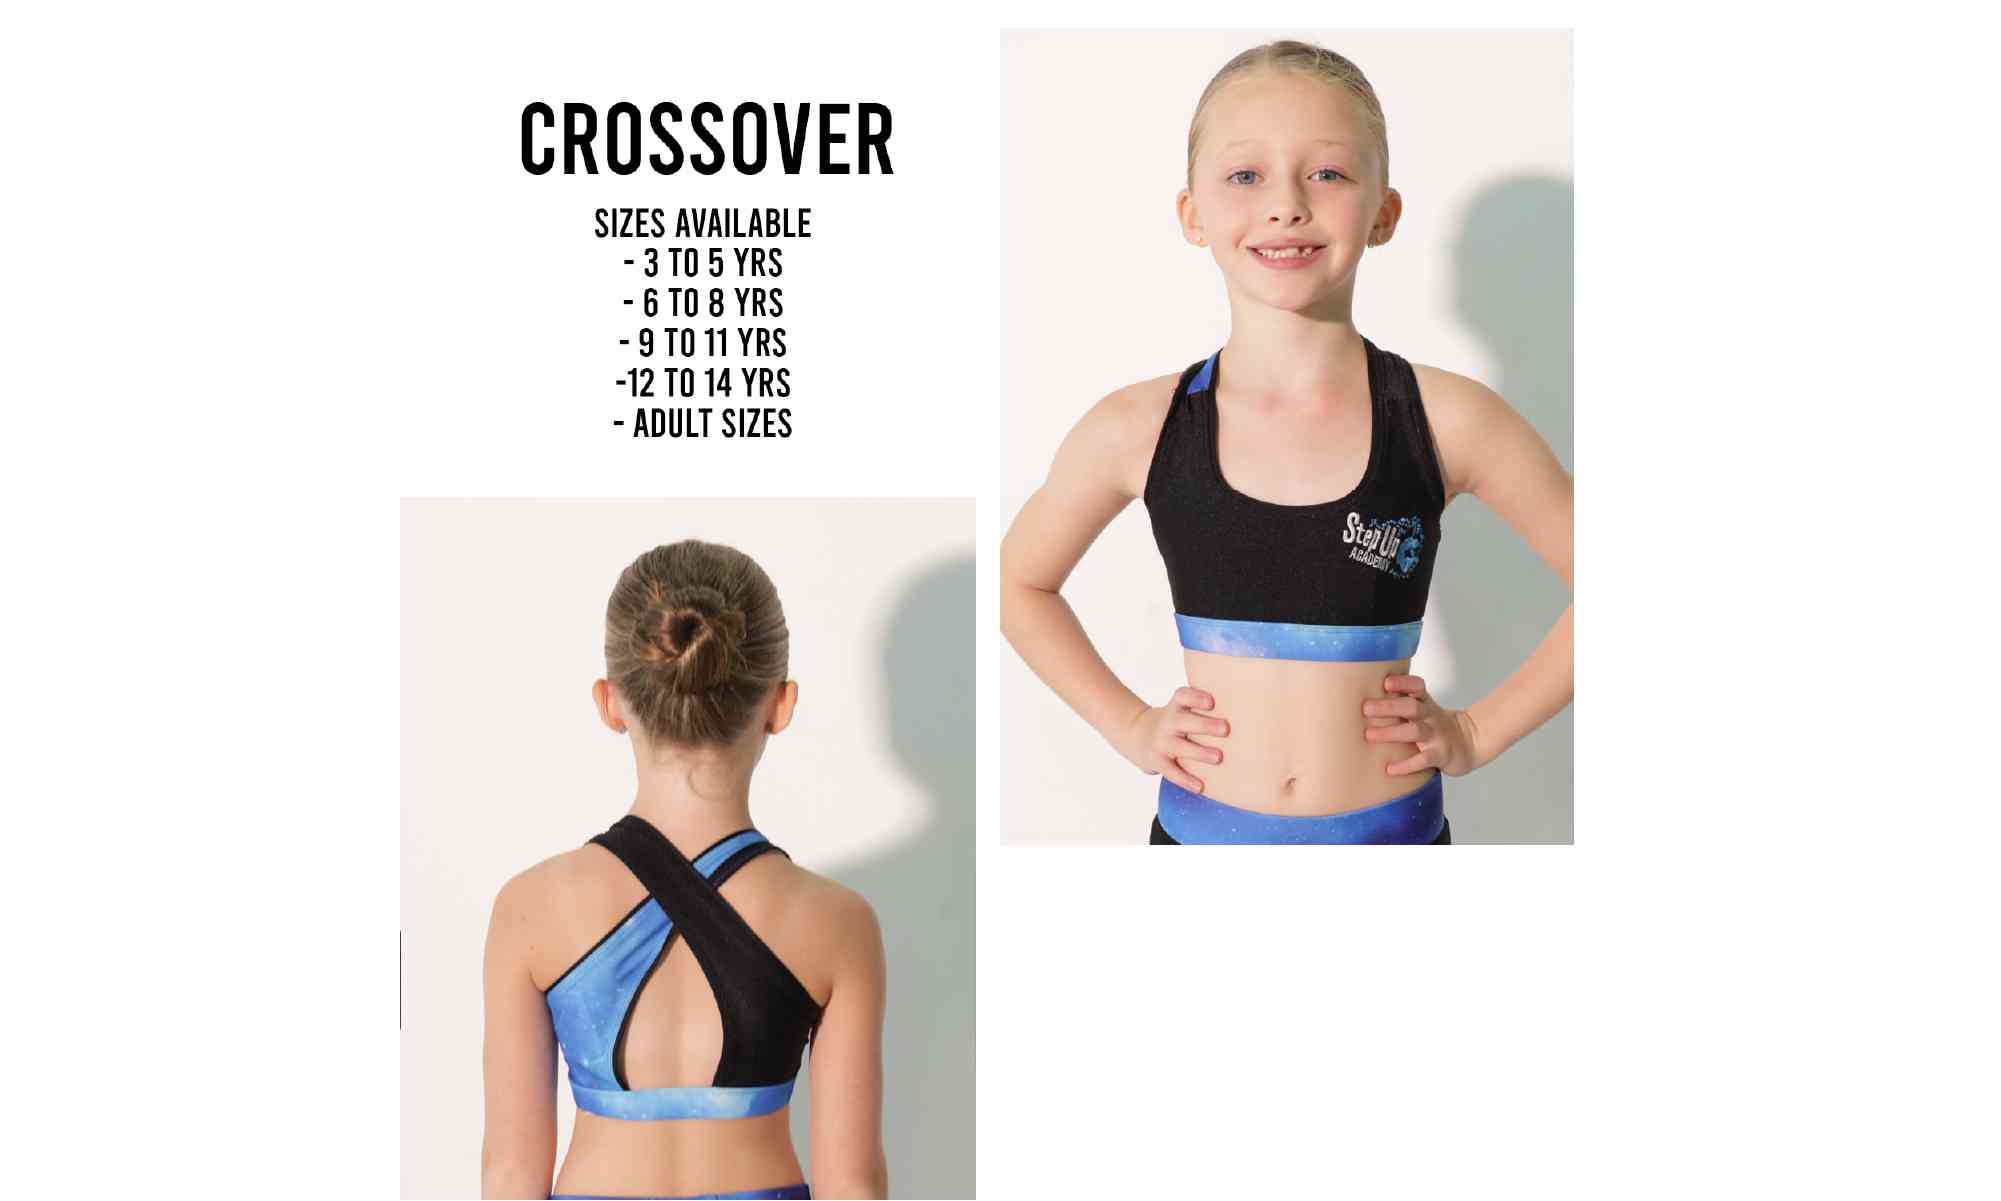 CROSSOVER
SIZES AVAILABLE
- 3 TO 5 YRS
- 6 TO 8 YRS
- 9 TO 11 YRS
-12 TO 14 YRS
- ADULT SIZES
Step Up
ACADEMY